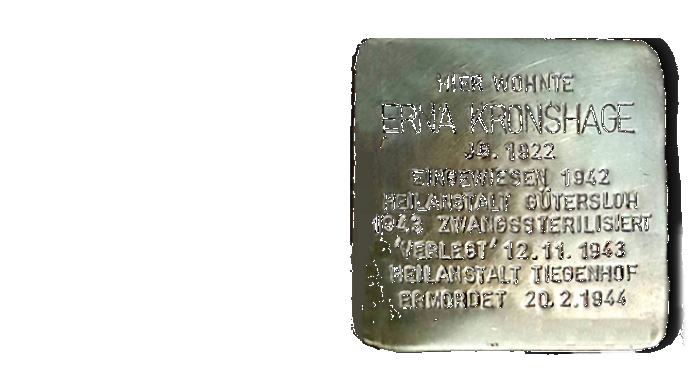 HIER WOHNTE
ERNA KRONSHAGE
JG. 1922
EINGEWIESEN 1942
HEILANSTALT GÜTERSLOH
1943 ZWANGSSTERILISIERT
'VERLEGT' 12.11.1943
HEILANSTALT TIEGENHOF
ERMORDET 20.2.1944